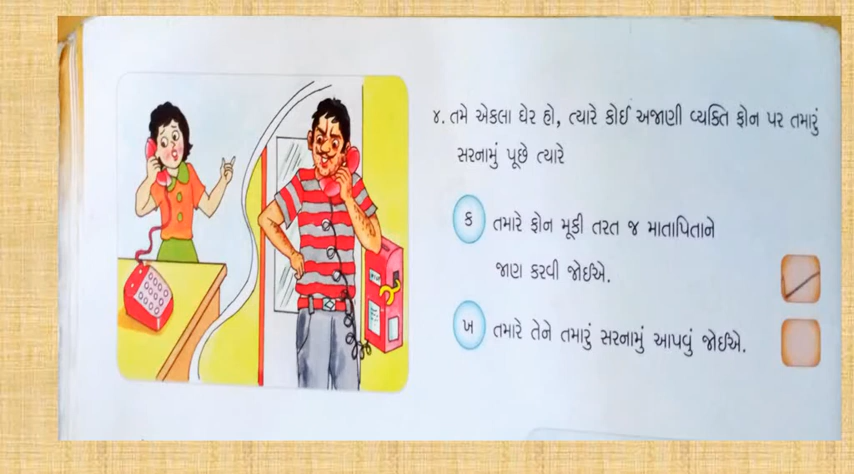 ૪. તમે એકલા ઘેર હો, ત્યારે કોઈ અજાણી વ્યક્તિ ફોન પર તમારું
સરનામું પૂછે ત્યારે
ક તમારે ફોન મૂકી તરત જ માતાપિતાને
જાણ કરવી જોઈએ.
ખ તમારે તેને તમારું સરનામું આપવું જોઈએ.